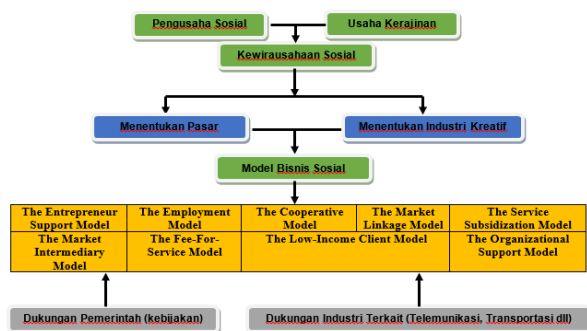 Pengusaha Sosial
Usaha Kerajinan
Kewirausahaan Sosial
Menentukan Pasar
Menentukan Industri Kreatif
Model Bisnis Sosial
The Entrepreneur
Support Model
The Employment
Model
The Cooperative
Model
The Market
Linkage Model
The Service
Subsidization Model
The Market
Intermediary
Model
The Fee-For-
Service Model
The Low-Income Client Model
The Organizational
Support Model
Dukungan Pemerintah (kebijakan)
Dukungan Industri Terkait (Telemunikasi, Transportasi dll)